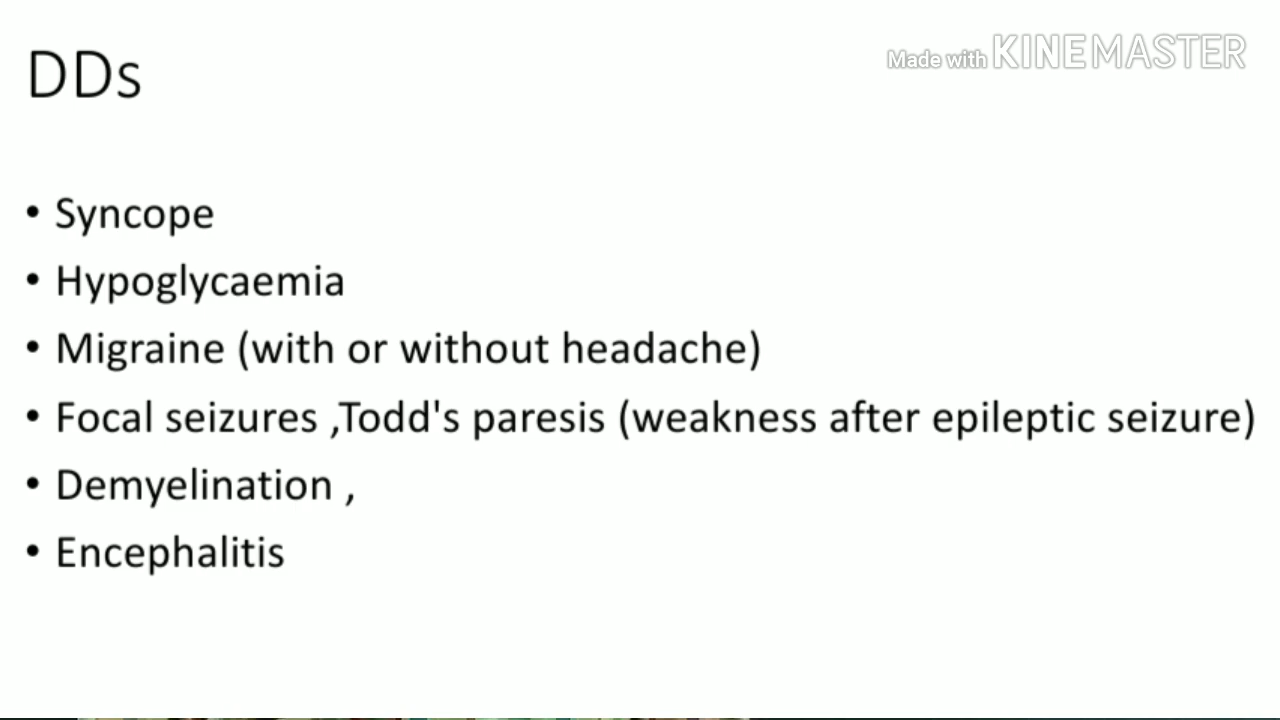 DDs
Made with KINEMASTER
• Syncope
• Hypoglycaemia
• Migraine (with or without headache)
• Focal seizures ,Todd's paresis (weakness after epileptic seizure)
• Demyelination ,
• Encephalitis